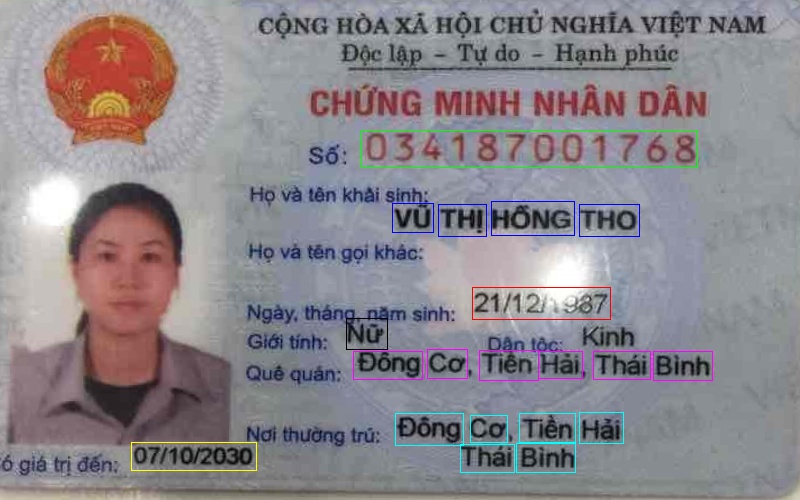 CỘNG HÒA XÃ HỘI CHỦ NGHĨA VIỆT NAM
Độc lập - Tự do - Hạnh phúc
CHỨNG MINH NHÂN DÂN
Số: 034187001768
Họ và tên khai sinh:
VŨ THỊ HỒNG THO
Họ và tên gọi khác:
Ngày, tháng, năm sinh: 21/12/1987
Giới tính: Nữ Dân tộc: Kinh
Quê quán: Đông Cơ, Tiền Hải, Thái Bình
Nơi thường trú: Đông Cơ, Tiền Hải
Thái Bình
ó giá trị đến: 07/10/2030